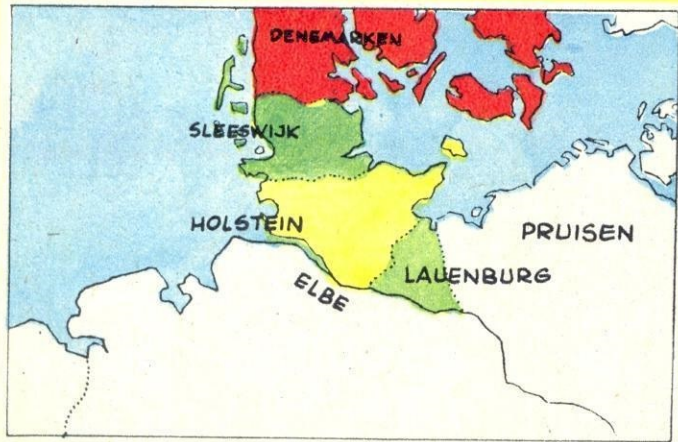 DENEMARKEN
SLEESWIJK
HOLSTEIN
PRUISEN
LAUENBURG
ELBE